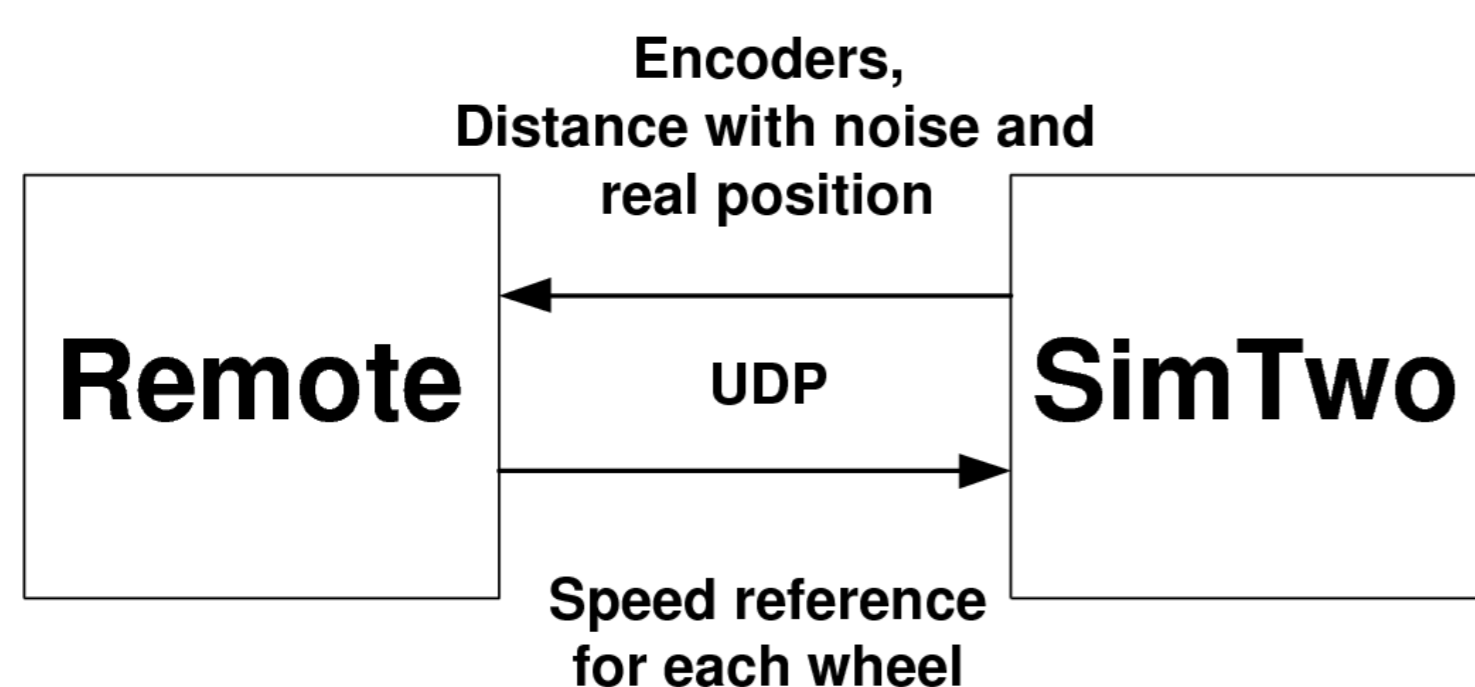 Encoders,
Distance with noise and
real position
Remote
UDP
SimTwo
Speed reference
for each wheel